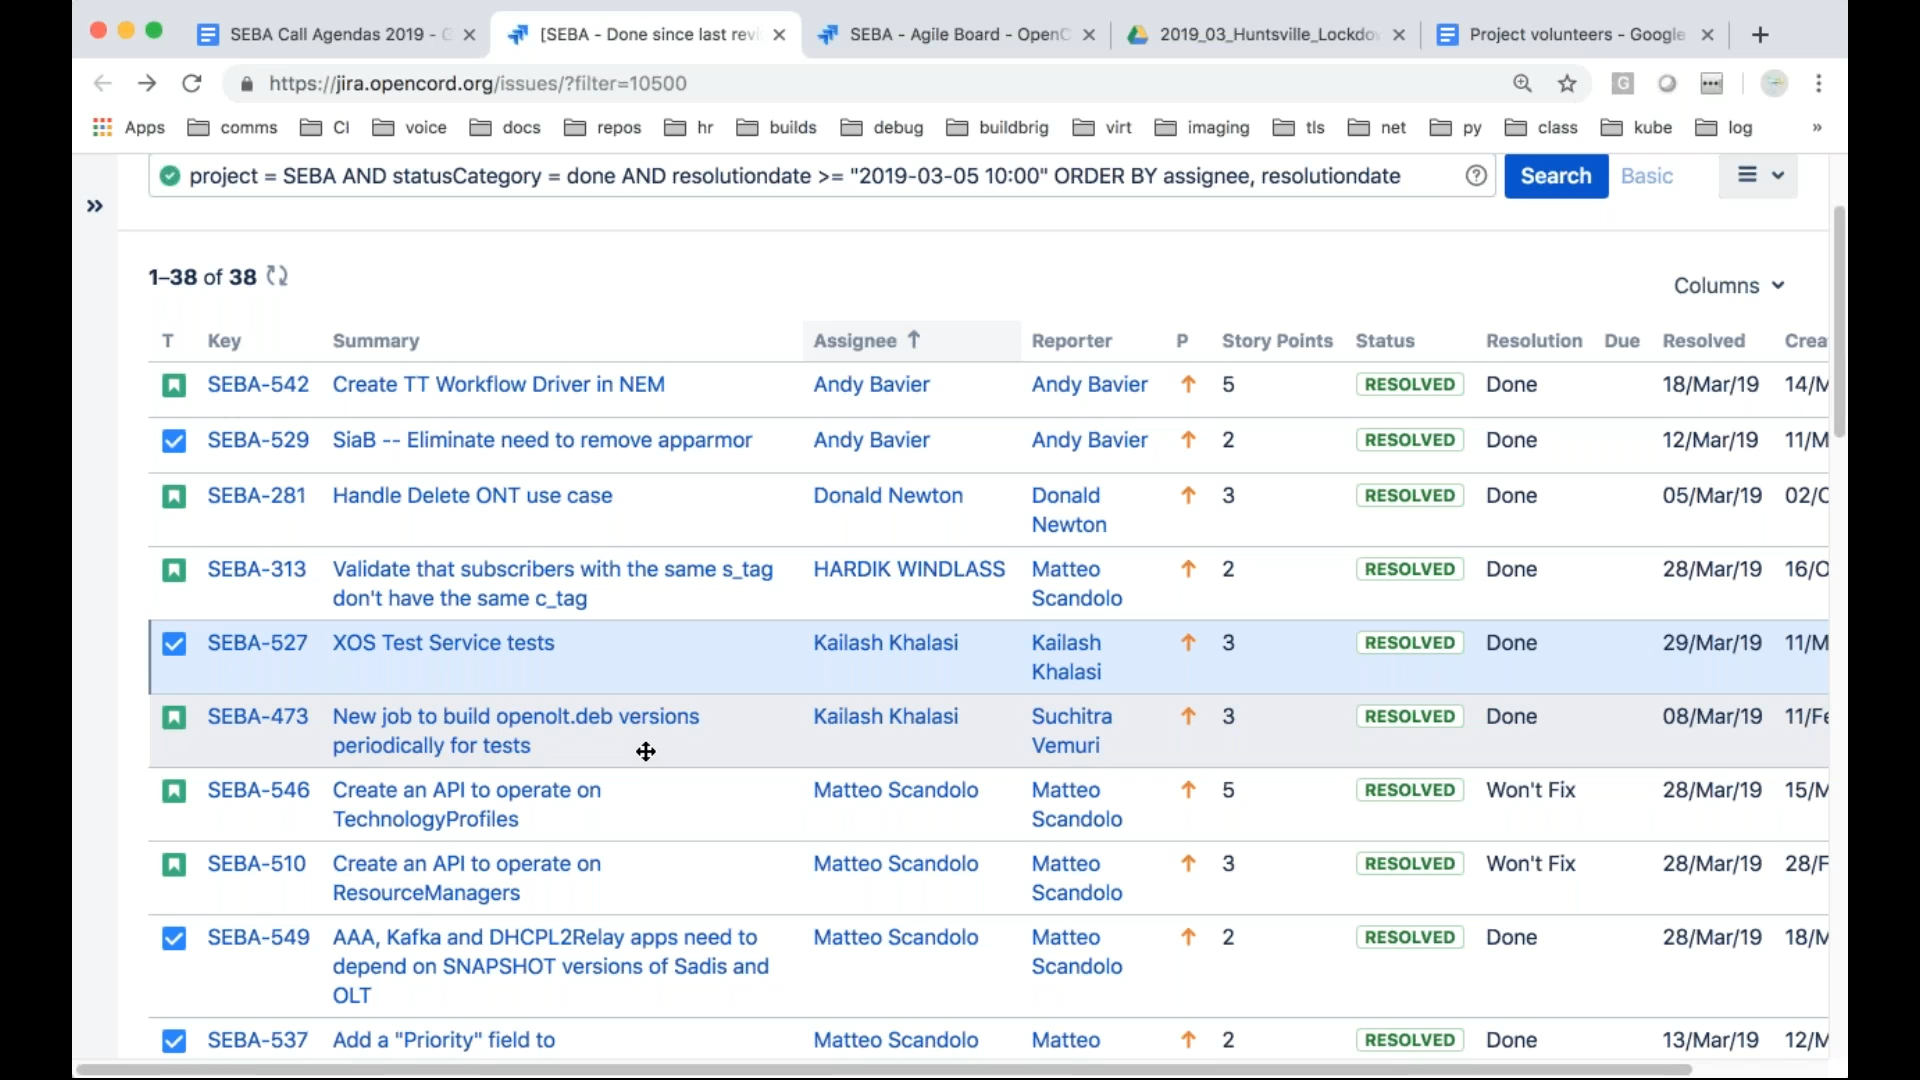 SEBA Call Agendas 2019 - G
[SEBA - Done since last revi
SEBA - Agile Board - OpenC
2019_03_Huntsville_Lockdo
Project volunteers - Google
https://jira.opencord.org/issues/?filter=10500
Apps comms CI voice docs repos hr builds debug buildbrig virt imaging tls net py class kube log »
project = SEBA AND statusCategory = done AND resolutiondate >= "2019-03-05 10:00" ORDER BY assignee, resolutiondate
Search Basic
1–38 of 38
Columns
T Key Summary Assignee ↑ Reporter P Story Points Status Resolution Due Resolved Crea
SEBA-542 Create TT Workflow Driver in NEM Andy Bavier Andy Bavier ↑ 5 RESOLVED Done 18/Mar/19 14/M
SEBA-529 SiaB -- Eliminate need to remove apparmor Andy Bavier Andy Bavier ↑ 2 RESOLVED Done 12/Mar/19 11/M
SEBA-281 Handle Delete ONT use case Donald Newton Donald ↑ 3 RESOLVED Done 05/Mar/19 02/O
Newton
SEBA-313 Validate that subscribers with the same s_tag HARDIK WINDLASS Matteo ↑ 2 RESOLVED Done 28/Mar/19 16/O
don't have the same c_tag Scandolo
SEBA-527 XOS Test Service tests Kailash Khalasi Kailash ↑ 3 RESOLVED Done 29/Mar/19 11/M
Khalasi
SEBA-473 New job to build openolt.deb versions Kailash Khalasi Suchitra ↑ 3 RESOLVED Done 08/Mar/19 11/Fe
periodically for tests Vemuri
SEBA-546 Create an API to operate on Matteo Scandolo Matteo ↑ 5 RESOLVED Won't Fix 28/Mar/19 15/M
TechnologyProfiles Scandolo
SEBA-510 Create an API to operate on Matteo Scandolo Matteo ↑ 3 RESOLVED Won't Fix 28/Mar/19 28/F
ResourceManagers Scandolo
SEBA-549 AAA, Kafka and DHCPL2Relay apps need to Matteo Scandolo Matteo ↑ 2 RESOLVED Done 28/Mar/19 18/M
depend on SNAPSHOT versions of Sadis and Scandolo
OLT
SEBA-537 Add a "Priority" field to Matteo Scandolo Matteo ↑ 2 RESOLVED Done 13/Mar/19 12/M